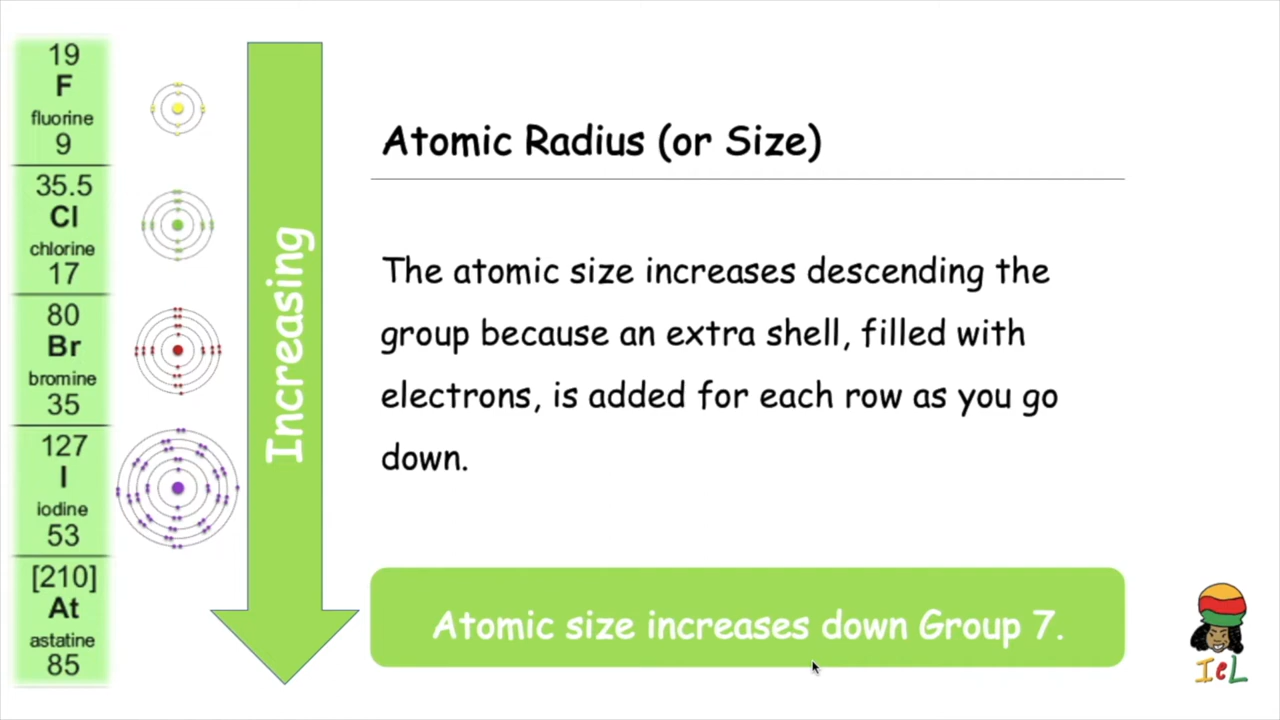 19
F
fluorine
9
35.5
Cl
chlorine
17
80
Br
bromine
35
127
I
iodine
53
[210]
At
astatine
85
Increasing
Atomic Radius (or Size)
The atomic size increases descending the
group because an extra shell, filled with
electrons, is added for each row as you go
down.
Atomic size increases down Group 7.
IeL